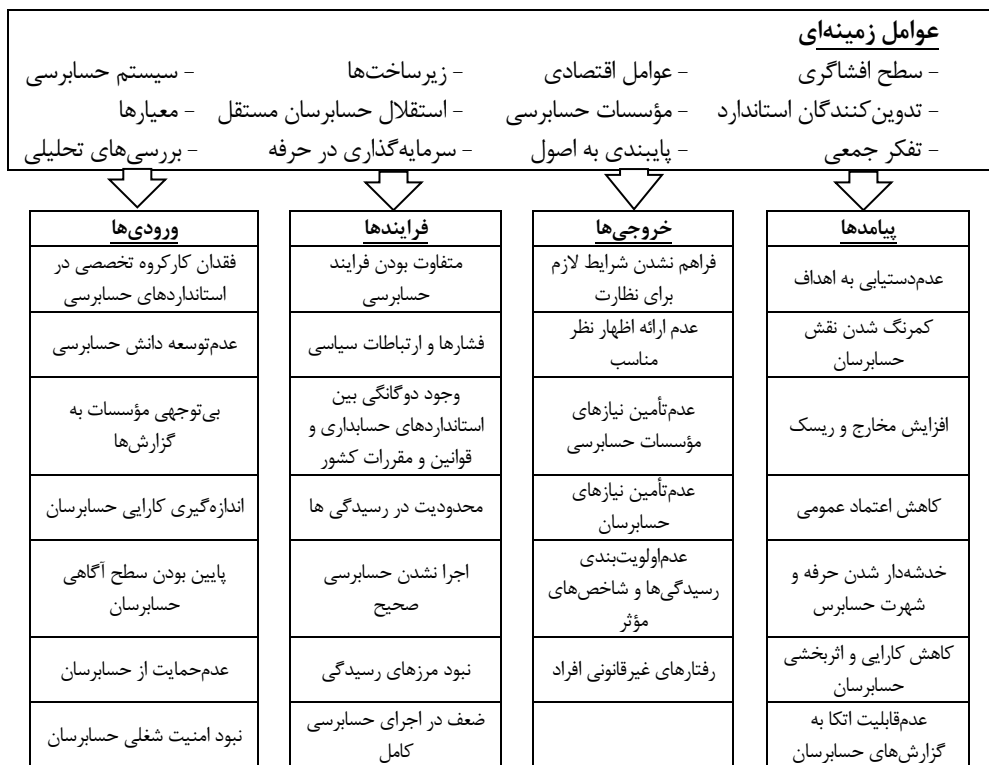 عوامل زمینه‌ای
- سطح افشاگری - عوامل اقتصادی - زیرساخت‌ها - سیستم حسابرسی
- تدوین‌کنندگان استاندارد - مؤسسات حسابرسی - استقلال حسابرسان مستقل - معیارها
- تفکر جمعی - پایبندی به اصول - سرمایه‌گذاری در حرفه - بررسی‌های تحلیلی
پیامدها
عدم‌دستیابی به اهداف
کمرنگ شدن نقش
حسابرسان
افزایش مخارج و ریسک
کاهش اعتماد عمومی
خدشه‌دار شدن حرفه و
شهرت حسابرس
کاهش کارایی و اثربخشی
حسابرسان
عدم‌قابلیت اتکا به
گزارش‌های حسابرسان
خروجی‌ها
فراهم نشدن شرایط لازم
برای نظارت
عدم ارائه اظهار نظر
مناسب
عدم‌تأمین نیازهای
مؤسسات حسابرسی
عدم‌تأمین نیازهای
حسابرسان
عدم‌اولویت‌بندی
رسیدگی‌ها و شاخص‌های
مؤثر
رفتارهای غیرقانونی افراد
فرایندها
متفاوت بودن فرایند
حسابرسی
فشارها و ارتباطات سیاسی
وجود دوگانگی بین
استانداردهای حسابداری و
قوانین و مقررات کشور
محدودیت در رسیدگی ها
اجرا نشدن حسابرسی
صحیح
نبود مرزهای رسیدگی
ضعف در اجرای حسابرسی
کامل
ورودی‌ها
فقدان کارکروه تخصصی در
استانداردهای حسابرسی
عدم‌توسعه دانش حسابرسی
بی‌توجهی مؤسسات به
گزارش‌ها
اندازه‌گیری کارایی حسابرسان
پایین بودن سطح آگاهی
حسابرسان
عدم‌حمایت از حسابرسان
نبود امنیت شغلی حسابرسان